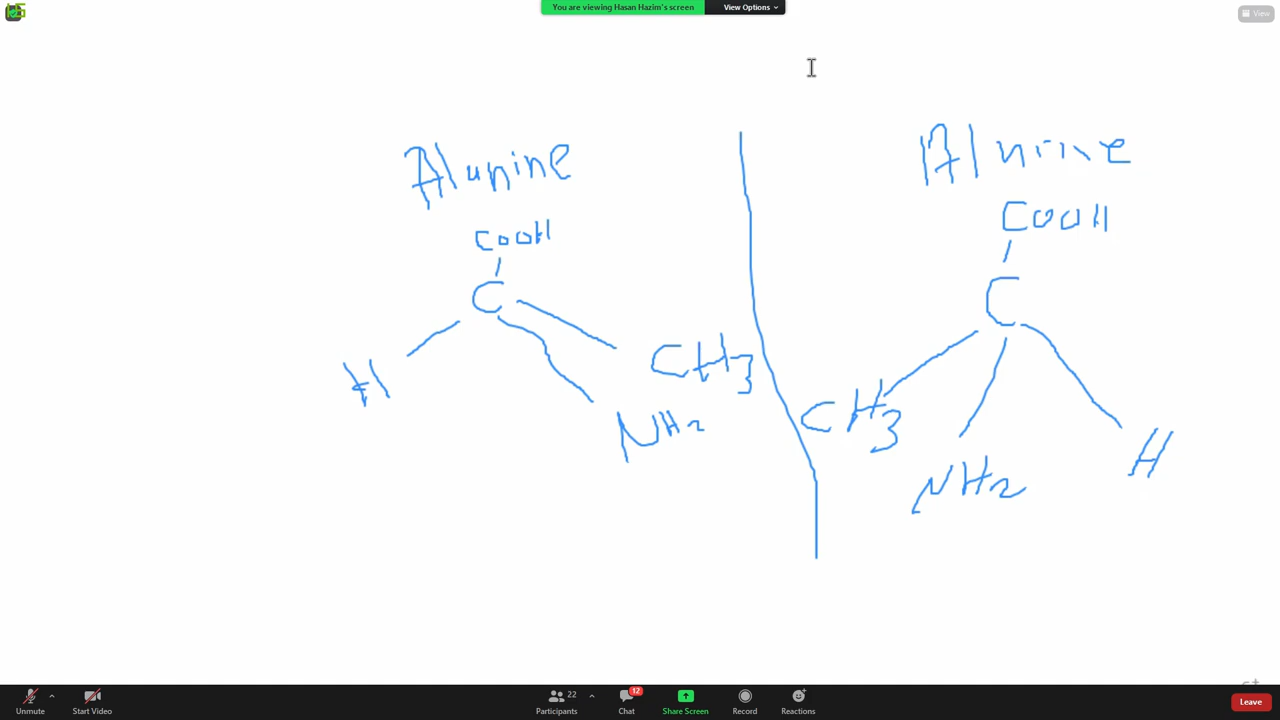 You are viewing Hasan Hazim's screen View Options
View
Alunine
COOH
C
H
CH3
NH2
Alnine
COOH
C
CH3
NH2
H
Unmute
Start Video
22
Participants
12
Chat
Share Screen
Record
Reactions
Leave